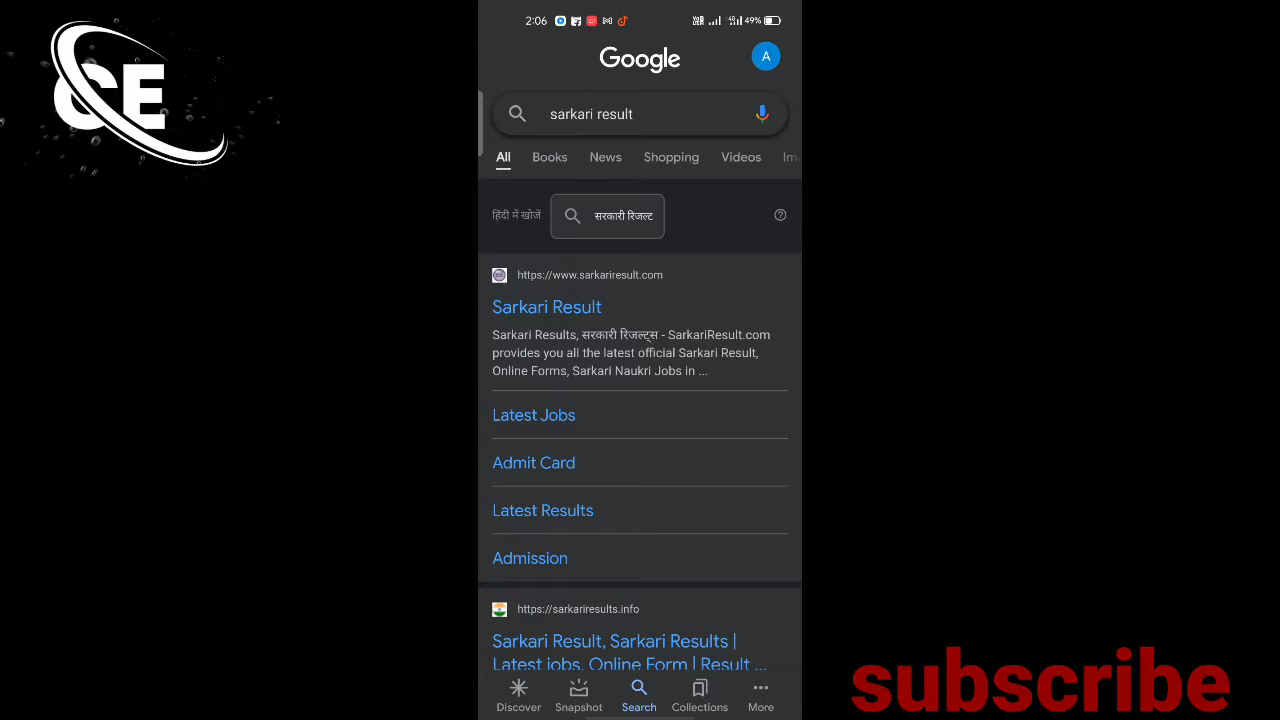 CE
2:06
49%
Google
A
sarkari result
All Books News Shopping Videos Im
हिंदी में खोजें
सरकारी रिजल्ट
https://www.sarkariresult.com
Sarkari Result
Sarkari Results, सरकारी रिजल्ट्स - SarkariResult.com
provides you all the latest official Sarkari Result,
Online Forms, Sarkari Naukri Jobs in ...
Latest Jobs
Admit Card
Latest Results
Admission
https://sarkariresults.info
Sarkari Result, Sarkari Results |
Latest jobs, Online Form | Result ...
Discover Snapshot Search Collections More
subscribe